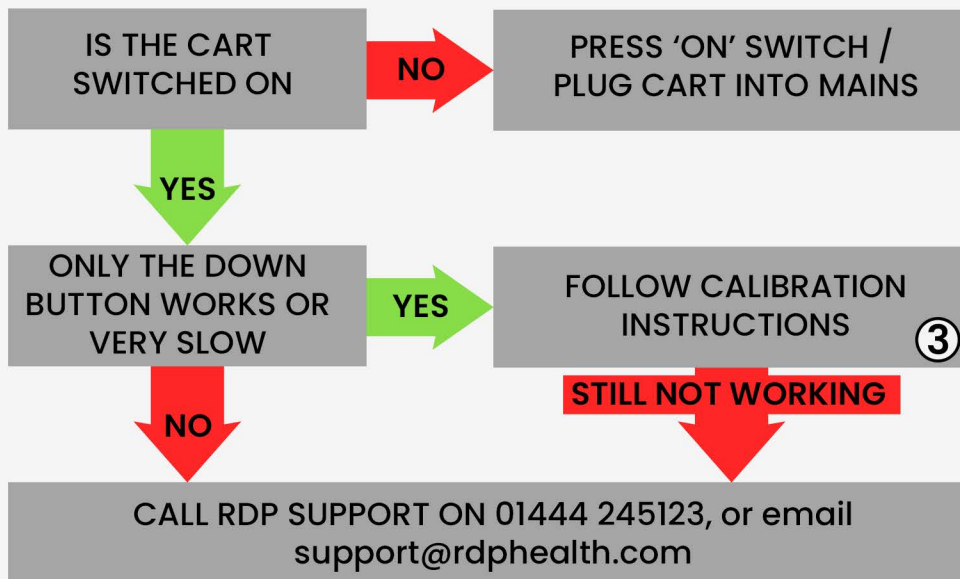 IS THE CART
SWITCHED ON
NO
PRESS ‘ON’ SWITCH /
PLUG CART INTO MAINS
YES
ONLY THE DOWN
BUTTON WORKS OR
VERY SLOW
YES
FOLLOW CALIBRATION
INSTRUCTIONS
3
NO
STILL NOT WORKING
CALL RDP SUPPORT ON 01444 245123, or email
support@rdphealth.com